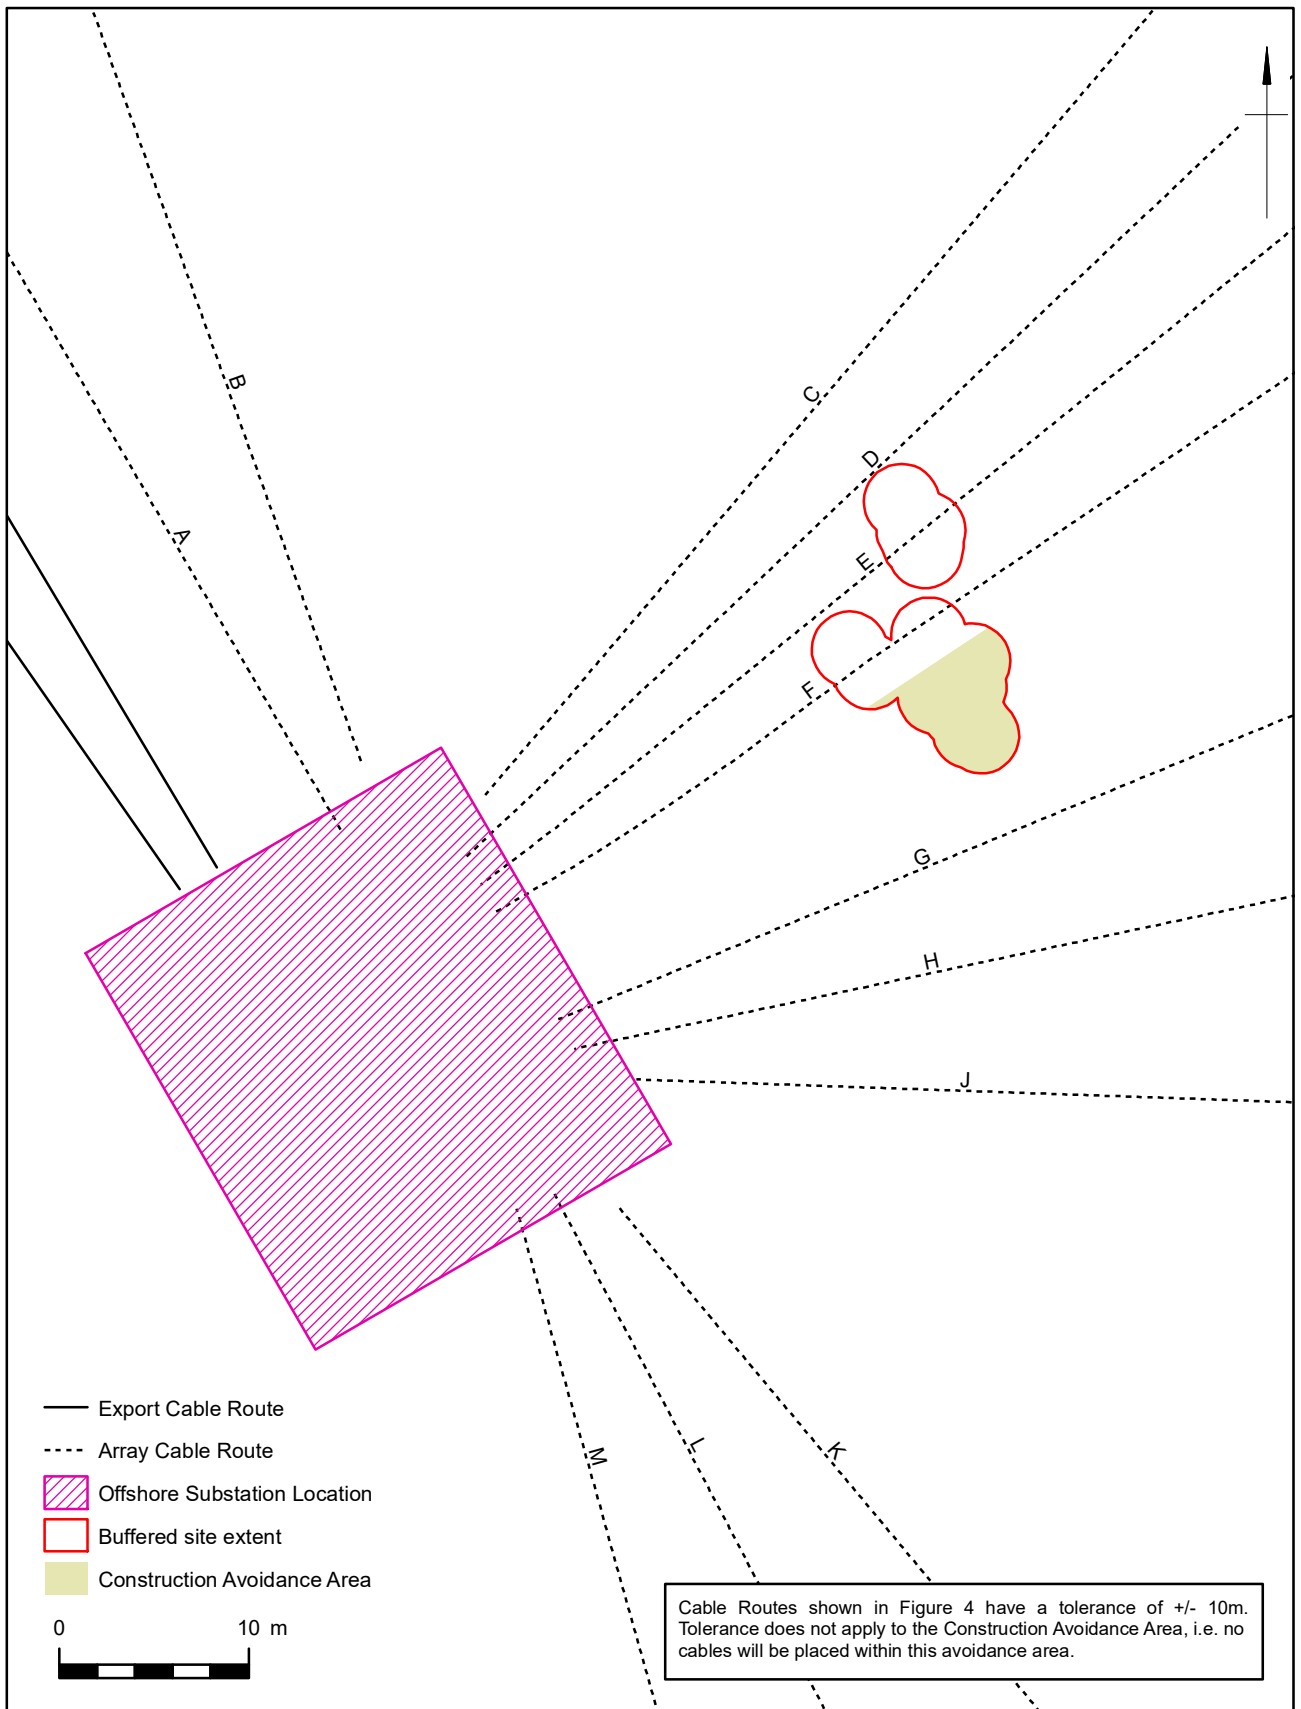 B
C
D
A
E
F
G
H
J
M
L
K
Export Cable Route
Array Cable Route
Offshore Substation Location
Buffered site extent
Construction Avoidance Area
0 10 m
Cable Routes shown in Figure 4 have a tolerance of +/- 10m.
Tolerance does not apply to the Construction Avoidance Area, i.e. no
cables will be placed within this avoidance area.